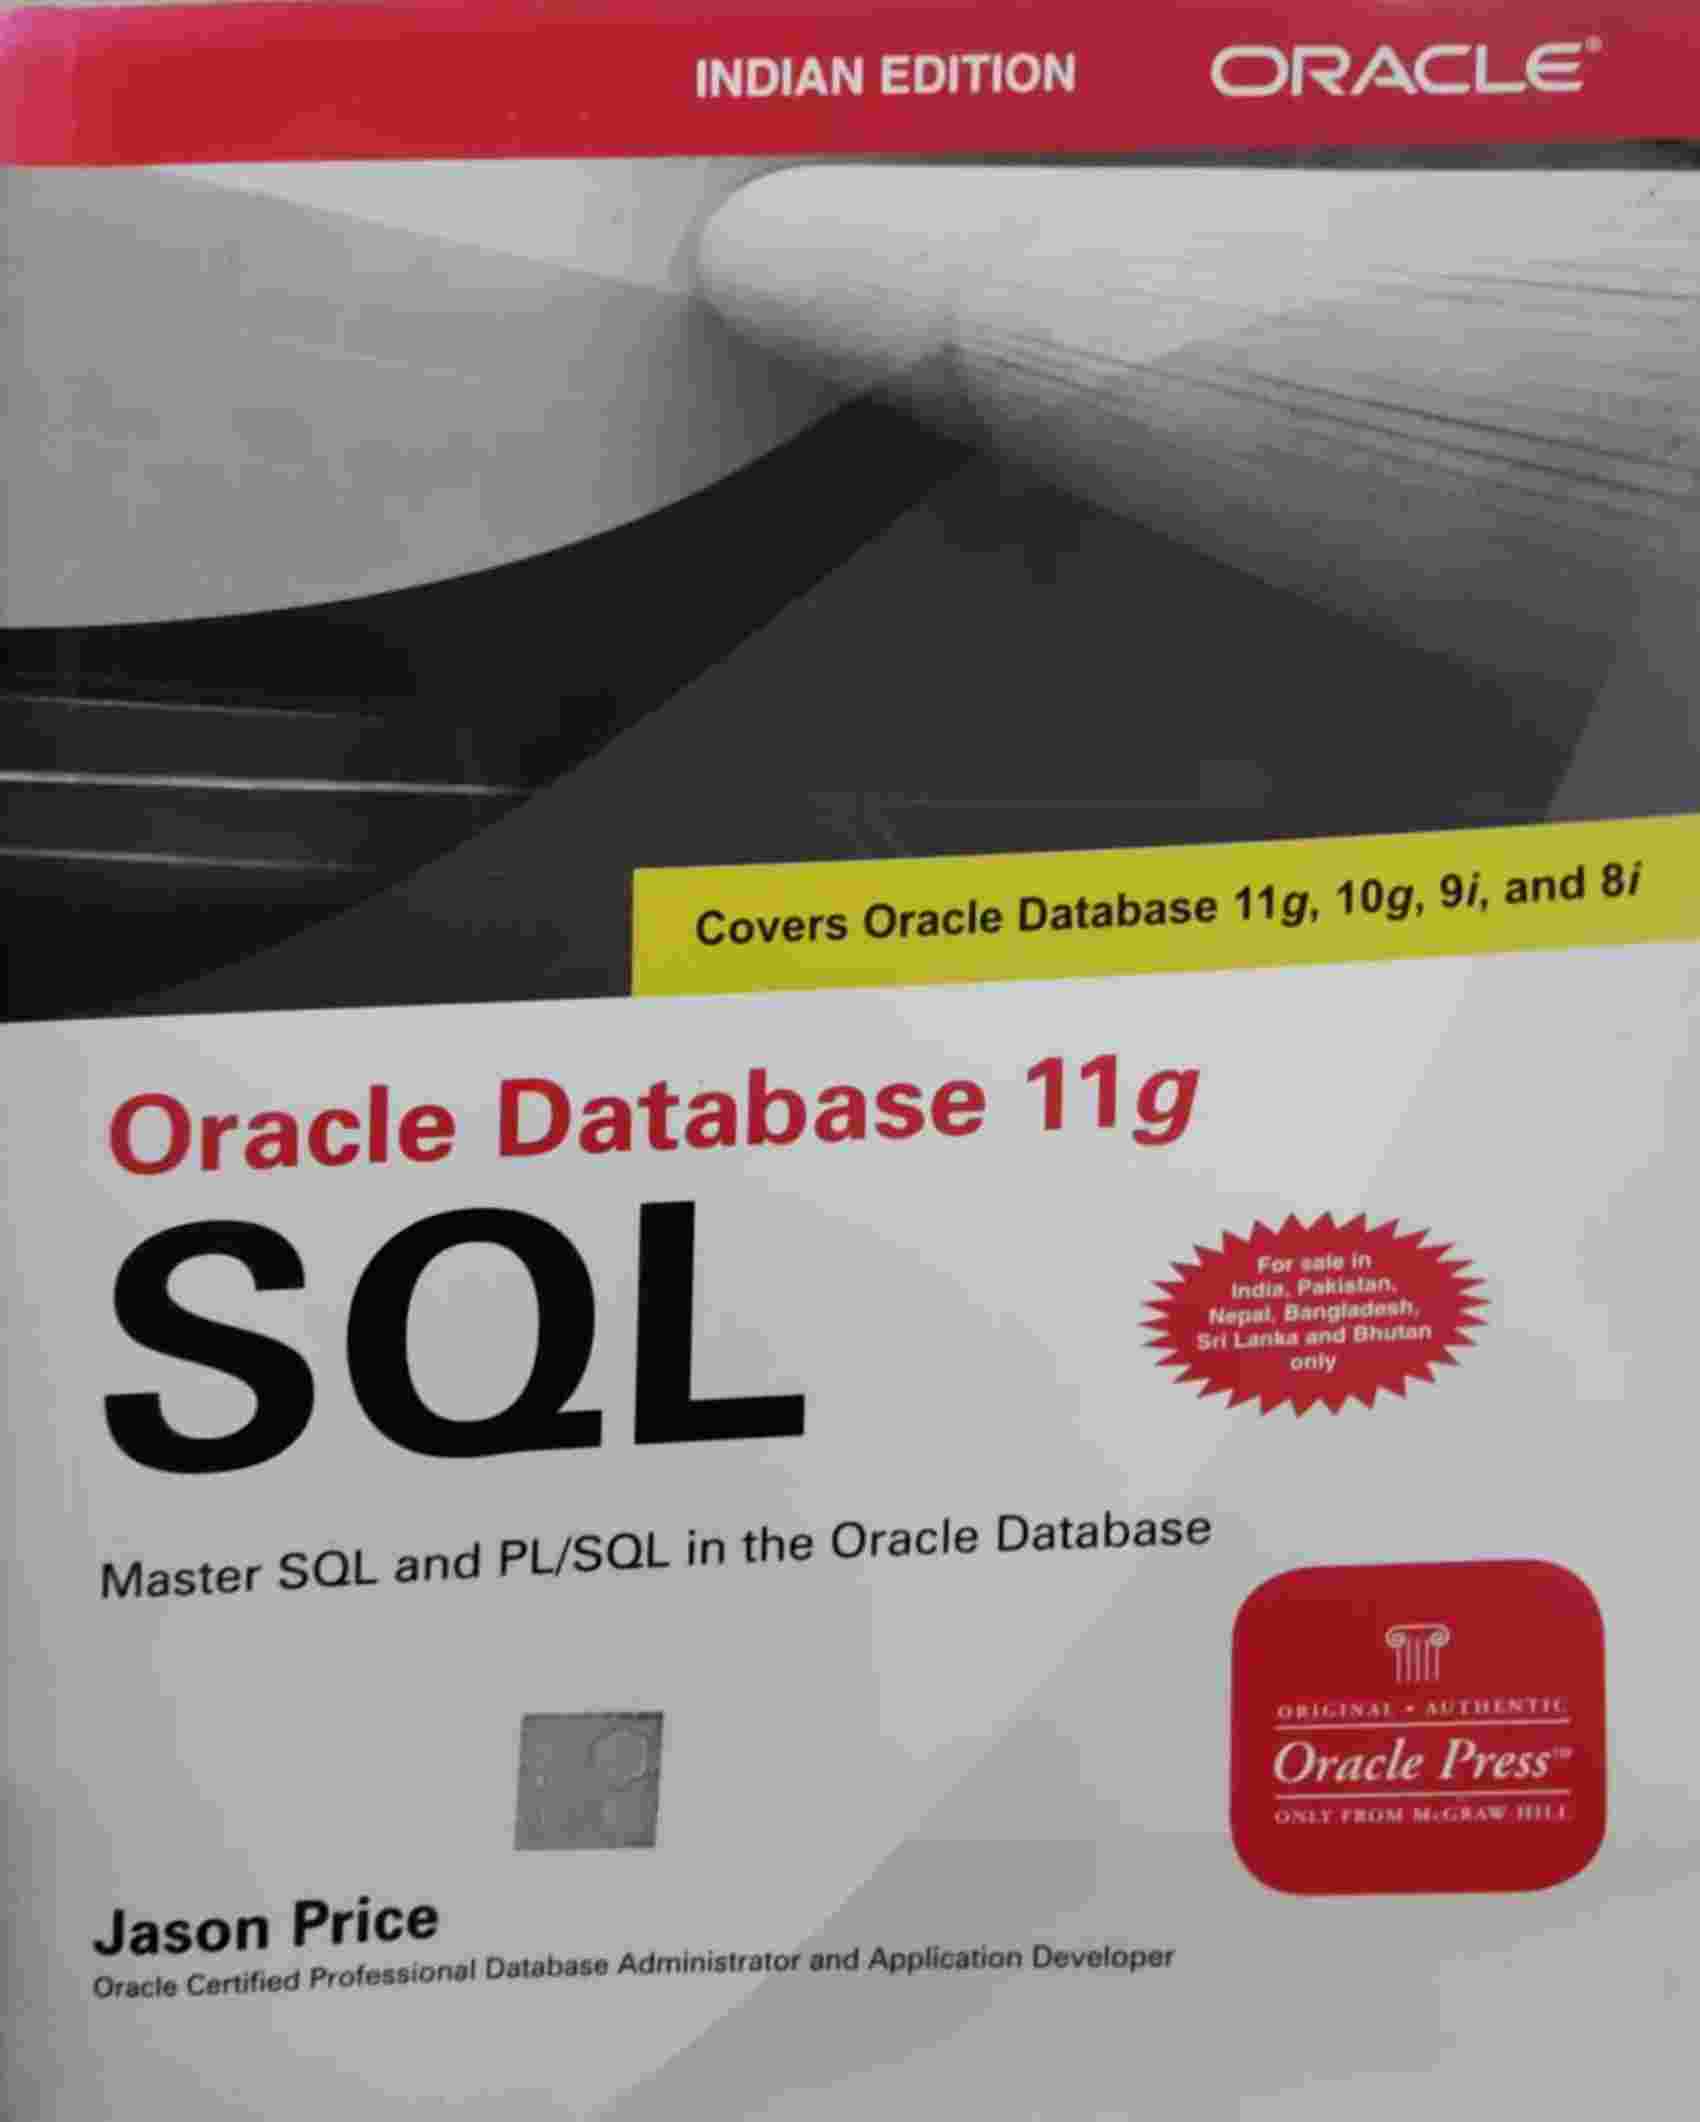 INDIAN EDITION
ORACLE®
Covers Oracle Database 11g, 10g, 9i, and 8i
Oracle Database 11g
SQL
For sale in
India, Pakistan,
Nepal, Bangladesh,
Sri Lanka and Bhutan
only
Master SQL and PL/SQL in the Oracle Database
ORIGINAL • AUTHENTIC
Oracle Press™
ONLY FROM McGRAW HILL
Jason Price
Oracle Certified Professional Database Administrator and Application Developer